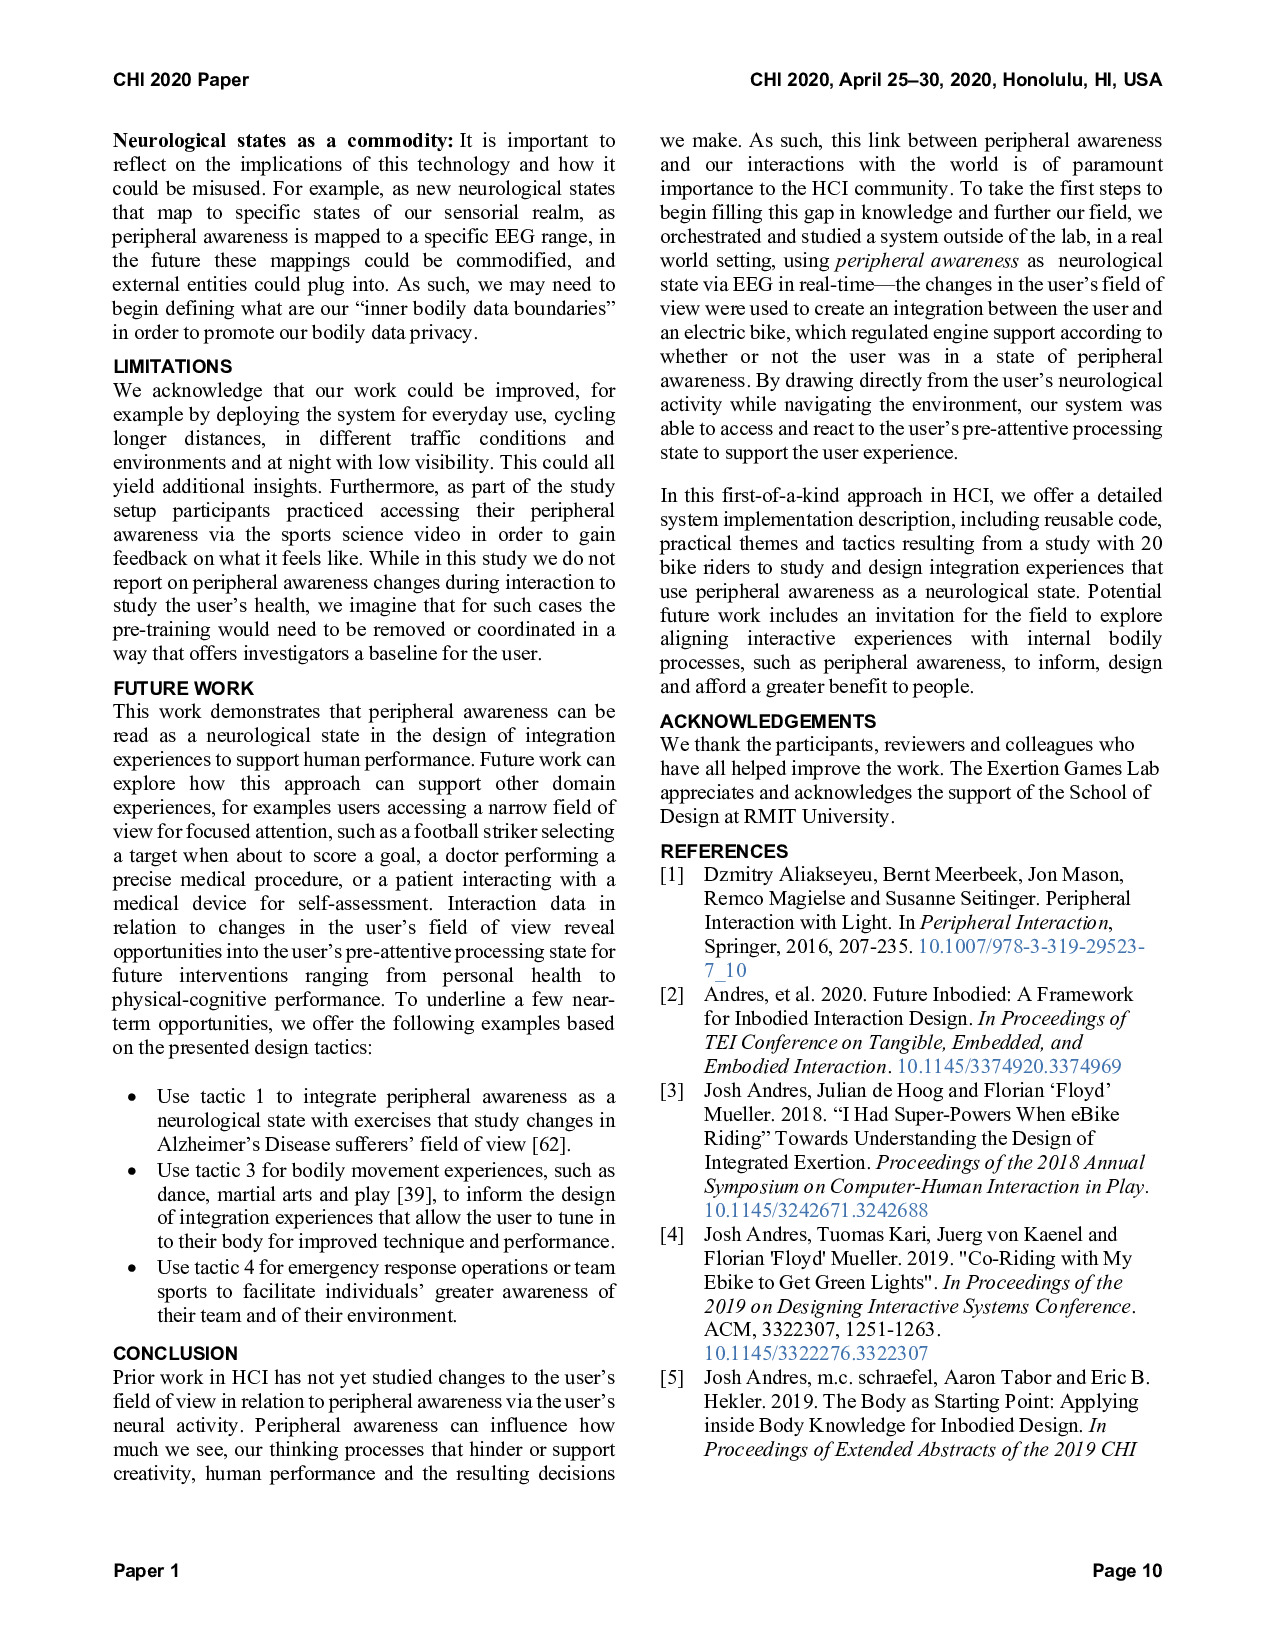 CHI 2020 Paper
CHI 2020, April 25–30, 2020, Honolulu, HI, USA
Neurological states as a commodity: It is important to
reflect on the implications of this technology and how it
could be misused. For example, as new neurological states
that map to specific states of our sensorial realm, as
peripheral awareness is mapped to a specific EEG range, in
the future these mappings could be commodified, and
external entities could plug into. As such, we may need to
begin defining what are our “inner bodily data boundaries”
in order to promote our bodily data privacy.
LIMITATIONS
We acknowledge that our work could be improved, for
example by deploying the system for everyday use, cycling
longer distances, in different traffic conditions and
environments and at night with low visibility. This could all
yield additional insights. Furthermore, as part of the study
setup participants practiced accessing their peripheral
awareness via the sports science video in order to gain
feedback on what it feels like. While in this study we do not
report on peripheral awareness changes during interaction to
study the user’s health, we imagine that for such cases the
pre-training would need to be removed or coordinated in a
way that offers investigators a baseline for the user.
FUTURE WORK
This work demonstrates that peripheral awareness can be
read as a neurological state in the design of integration
experiences to support human performance. Future work can
explore how this approach can support other domain
experiences, for examples users accessing a narrow field of
view for focused attention, such as a football striker selecting
a target when about to score a goal, a doctor performing a
precise medical procedure, or a patient interacting with a
medical device for self-assessment. Interaction data in
relation to changes in the user’s field of view reveal
opportunities into the user’s pre-attentive processing state for
future interventions ranging from personal health to
physical-cognitive performance. To underline a few near-
term opportunities, we offer the following examples based
on the presented design tactics:
• Use tactic 1 to integrate peripheral awareness as a
neurological state with exercises that study changes in
Alzheimer’s Disease sufferers’ field of view [62].
• Use tactic 3 for bodily movement experiences, such as
dance, martial arts and play [39], to inform the design
of integration experiences that allow the user to tune in
to their body for improved technique and performance.
• Use tactic 4 for emergency response operations or team
sports to facilitate individuals’ greater awareness of
their team and of their environment.
CONCLUSION
Prior work in HCI has not yet studied changes to the user’s
field of view in relation to peripheral awareness via the user’s
neural activity. Peripheral awareness can influence how
much we see, our thinking processes that hinder or support
creativity, human performance and the resulting decisions
we make. As such, this link between peripheral awareness
and our interactions with the world is of paramount
importance to the HCI community. To take the first steps to
begin filling this gap in knowledge and further our field, we
orchestrated and studied a system outside of the lab, in a real
world setting, using peripheral awareness as neurological
state via EEG in real-time—the changes in the user’s field of
view were used to create an integration between the user and
an electric bike, which regulated engine support according to
whether or not the user was in a state of peripheral
awareness. By drawing directly from the user’s neurological
activity while navigating the environment, our system was
able to access and react to the user’s pre-attentive processing
state to support the user experience.
In this first-of-a-kind approach in HCI, we offer a detailed
system implementation description, including reusable code,
practical themes and tactics resulting from a study with 20
bike riders to study and design integration experiences that
use peripheral awareness as a neurological state. Potential
future work includes an invitation for the field to explore
aligning interactive experiences with internal bodily
processes, such as peripheral awareness, to inform, design
and afford a greater benefit to people.
ACKNOWLEDGEMENTS
We thank the participants, reviewers and colleagues who
have all helped improve the work. The Exertion Games Lab
appreciates and acknowledges the support of the School of
Design at RMIT University.
REFERENCES
[1] Dzmitry Aliakseyeu, Bernt Meerbeek, Jon Mason,
Remco Magielse and Susanne Seitinger. Peripheral
Interaction with Light. In Peripheral Interaction,
Springer, 2016, 207-235. 10.1007/978-3-319-29523-
7_10
[2] Andres, et al. 2020. Future Inbodied: A Framework
for Inbodied Interaction Design. In Proceedings of
TEI Conference on Tangible, Embedded, and
Embodied Interaction. 10.1145/3374920.3374969
[3] Josh Andres, Julian de Hoog and Florian ‘Floyd’
Mueller. 2018. “I Had Super-Powers When eBike
Riding” Towards Understanding the Design of
Integrated Exertion. Proceedings of the 2018 Annual
Symposium on Computer-Human Interaction in Play.
10.1145/3242671.3242688
[4] Josh Andres, Tuomas Kari, Juerg von Kaenel and
Florian 'Floyd' Mueller. 2019. "Co-Riding with My
Ebike to Get Green Lights". In Proceedings of the
2019 on Designing Interactive Systems Conference.
ACM, 3322307, 1251-1263.
10.1145/3322276.3322307
[5] Josh Andres, m.c. schraefel, Aaron Tabor and Eric B.
Hekler. 2019. The Body as Starting Point: Applying
inside Body Knowledge for Inbodied Design. In
Proceedings of Extended Abstracts of the 2019 CHI
Paper 1
Page 10